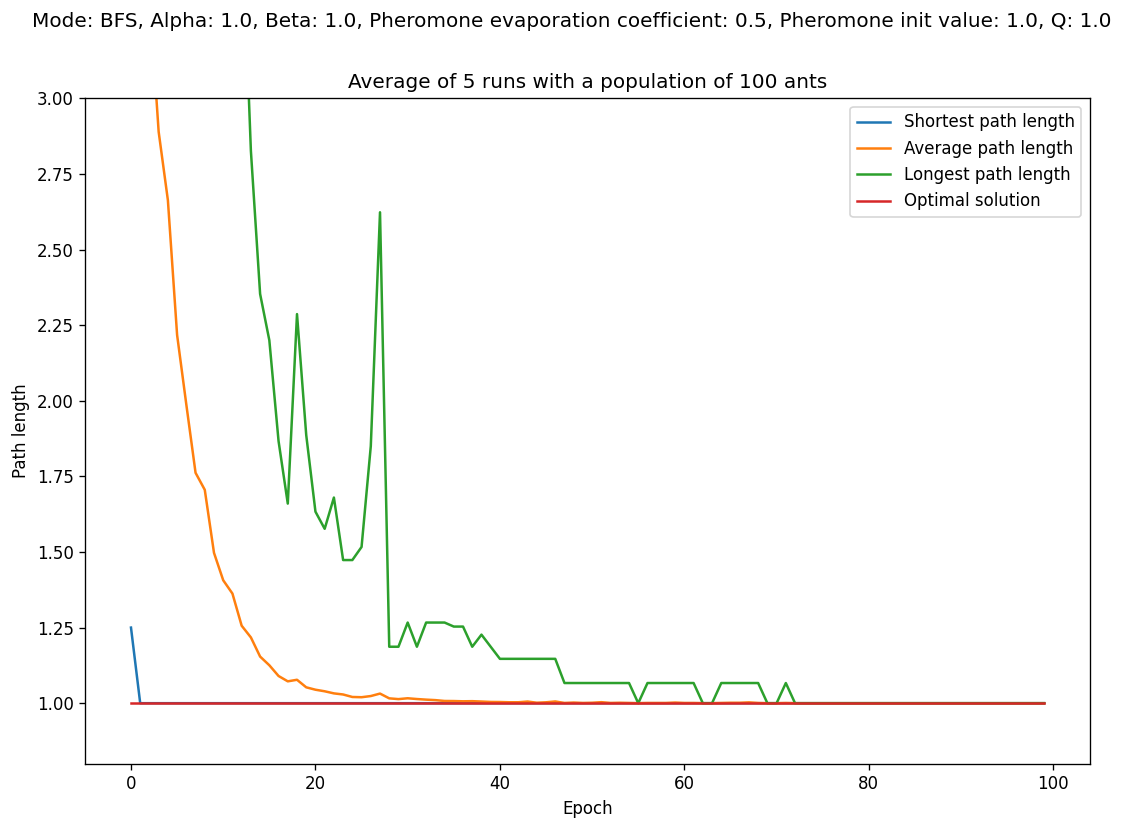 Mode: BFS, Alpha: 1.0, Beta: 1.0, Pheromone evaporation coefficient: 0.5, Pheromone init value: 1.0, Q: 1.0
Average of 5 runs with a population of 100 ants
3.00
2.75
2.50
2.25
2.00
1.75
1.50
1.25
1.00
Path length
Shortest path length
Average path length
Longest path length
Optimal solution
0 20 40 60 80 100
Epoch